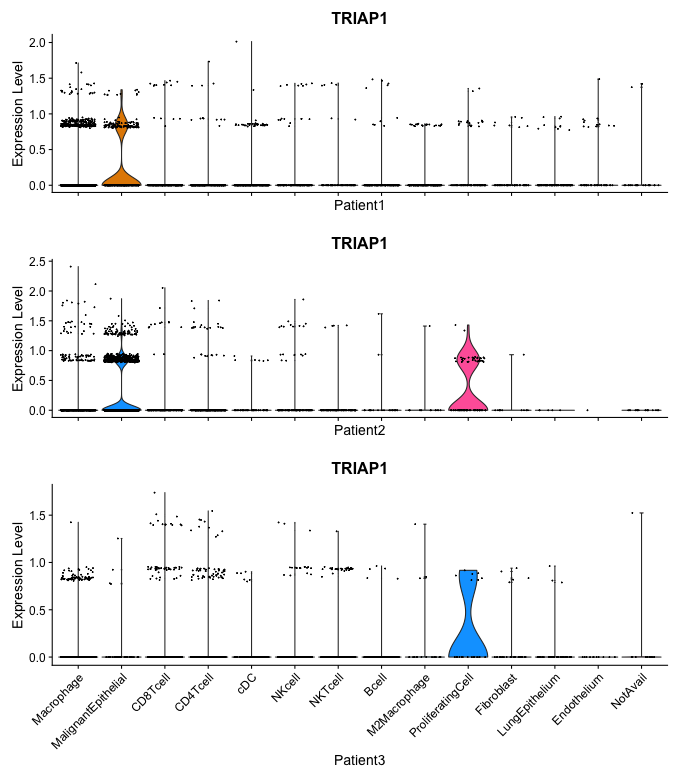 TRIAP1
Expression Level
2.0
1.5
1.0
0.5
0.0
Patient1
TRIAP1
Expression Level
2.5
2.0
1.5
1.0
0.5
0.0
Patient2
TRIAP1
Expression Level
1.5
1.0
0.5
0.0
Macrophage
MalignantEpithelial
CD8Tcell
CD4Tcell
cDC
NKcell
NKTcell
Bcell
M2Macrophage
ProliferatingCell
Fibroblast
LungEpithelium
Endothelium
NotAvail
Patient3